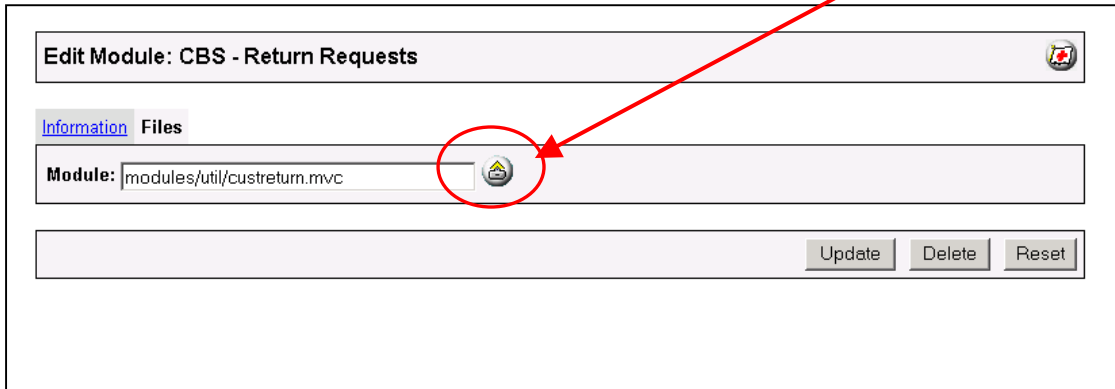 Edit Module: CBS - Return Requests
Information Files
Module: modules/util/custreturn.mvc
Update Delete Reset